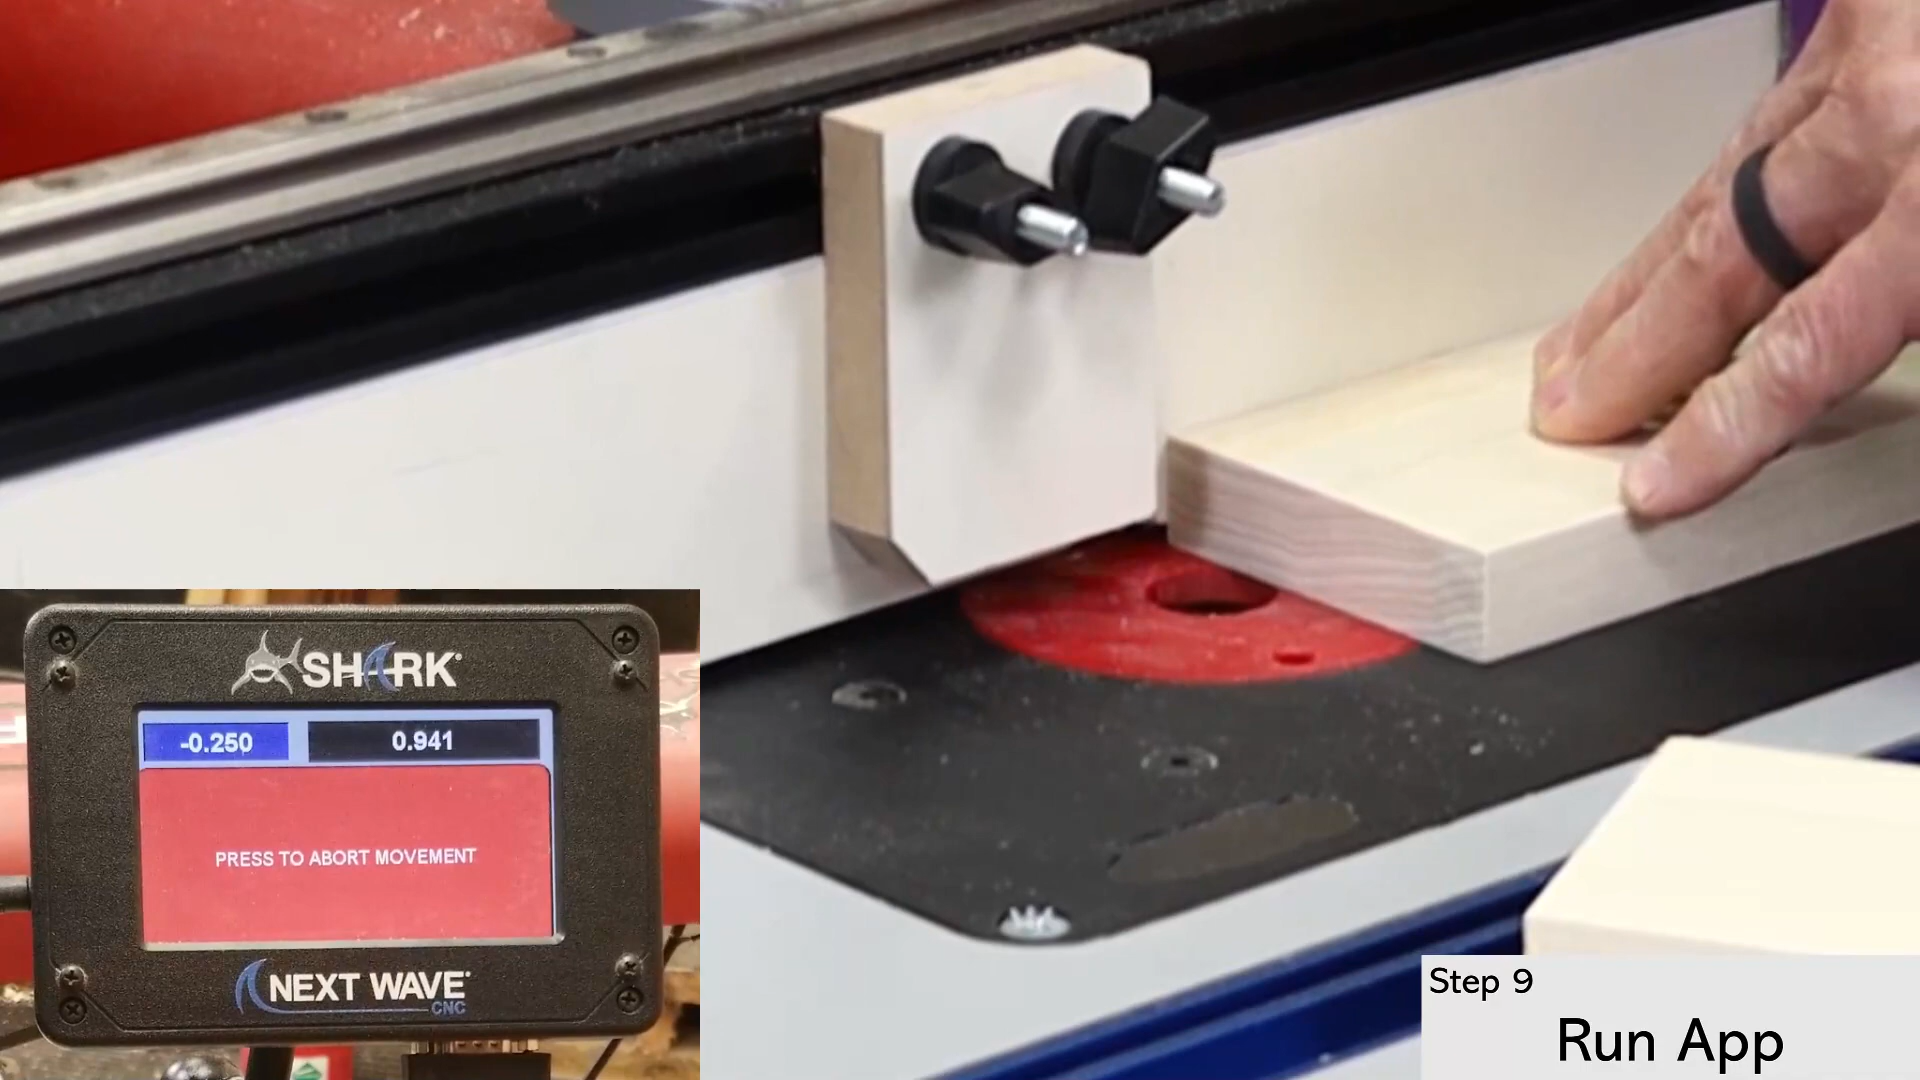 SHARK
-0.250
0.941
PRESS TO ABORT MOVEMENT
NEXT WAVE
CNC
Step 9
Run App